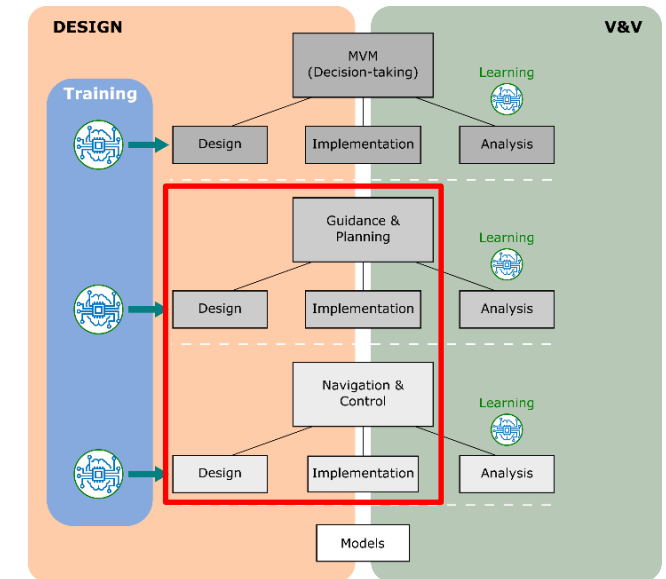 DESIGN
V&V
MVM
(Decision-taking)
Learning
Training
Design
Implementation
Analysis
Guidance &
Planning
Learning
Design
Implementation
Analysis
Navigation &
Control
Learning
Design
Implementation
Analysis
Models